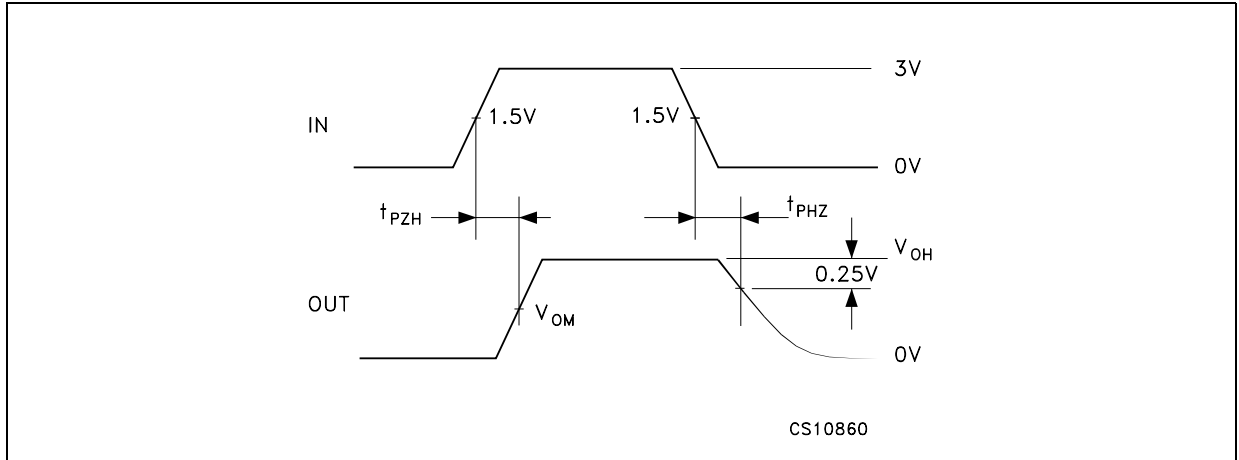 3V
1.5V 1.5V
IN
0V
tPZH tPHZ
VOH
0.25V
OUT
VOM
0V
CS10860